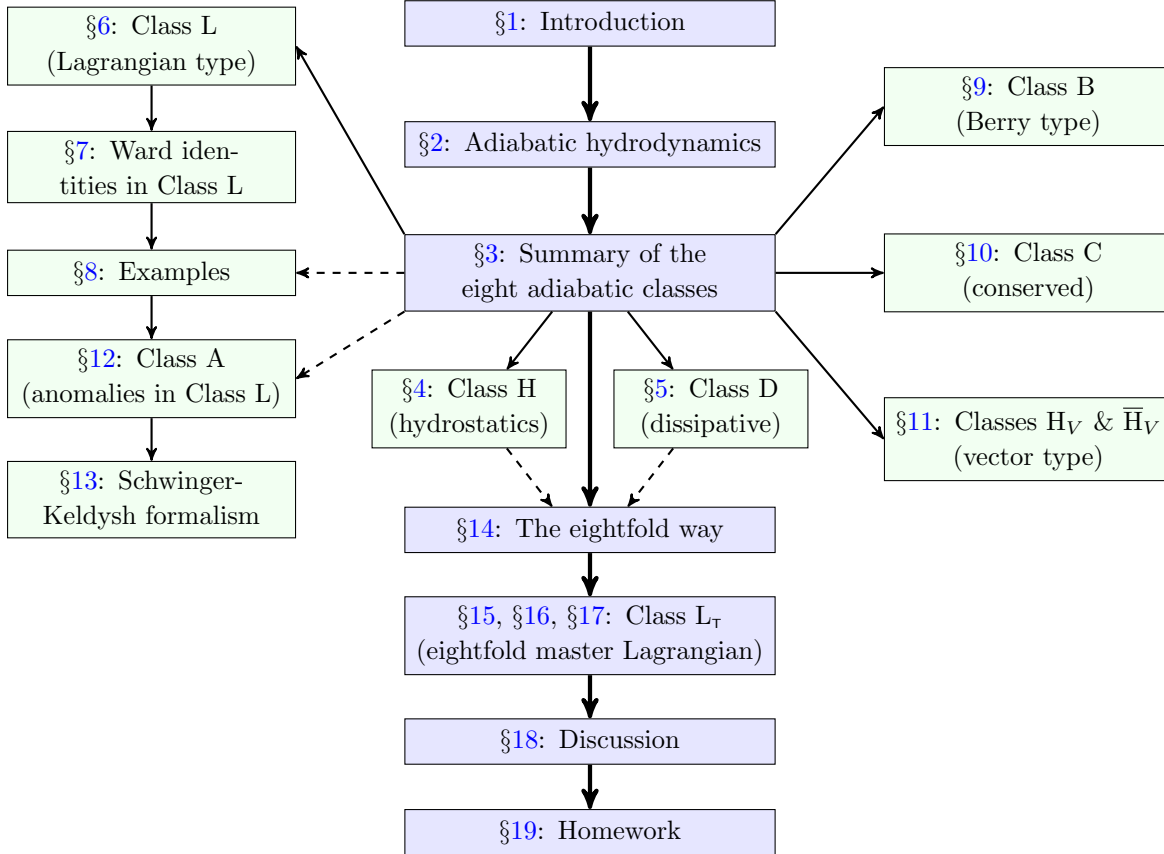 §1: Introduction
§2: Adiabatic hydrodynamics
§3: Summary of the
eight adiabatic classes
§6: Class L
(Lagrangian type)
§7: Ward iden-
tities in Class L
§8: Examples
§12: Class A
(anomalies in Class L)
§13: Schwinger-
Keldysh formalism
§4: Class H
(hydrostatics)
§5: Class D
(dissipative)
§9: Class B
(Berry type)
§10: Class C
(conserved)
§11: Classes H_V & H̅_V
(vector type)
§14: The eightfold way
§15, §16, §17: Class L_T
(eightfold master Lagrangian)
§18: Discussion
§19: Homework